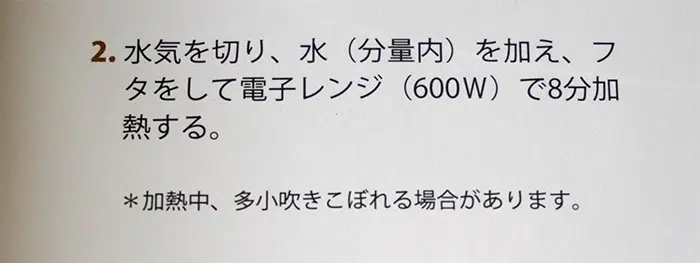 2. 水気を切り、水（分量内）を加え、フ
タをして電子レンジ（600W）で8分加
熱する。
＊加熱中、多少吹きこぼれる場合があります。